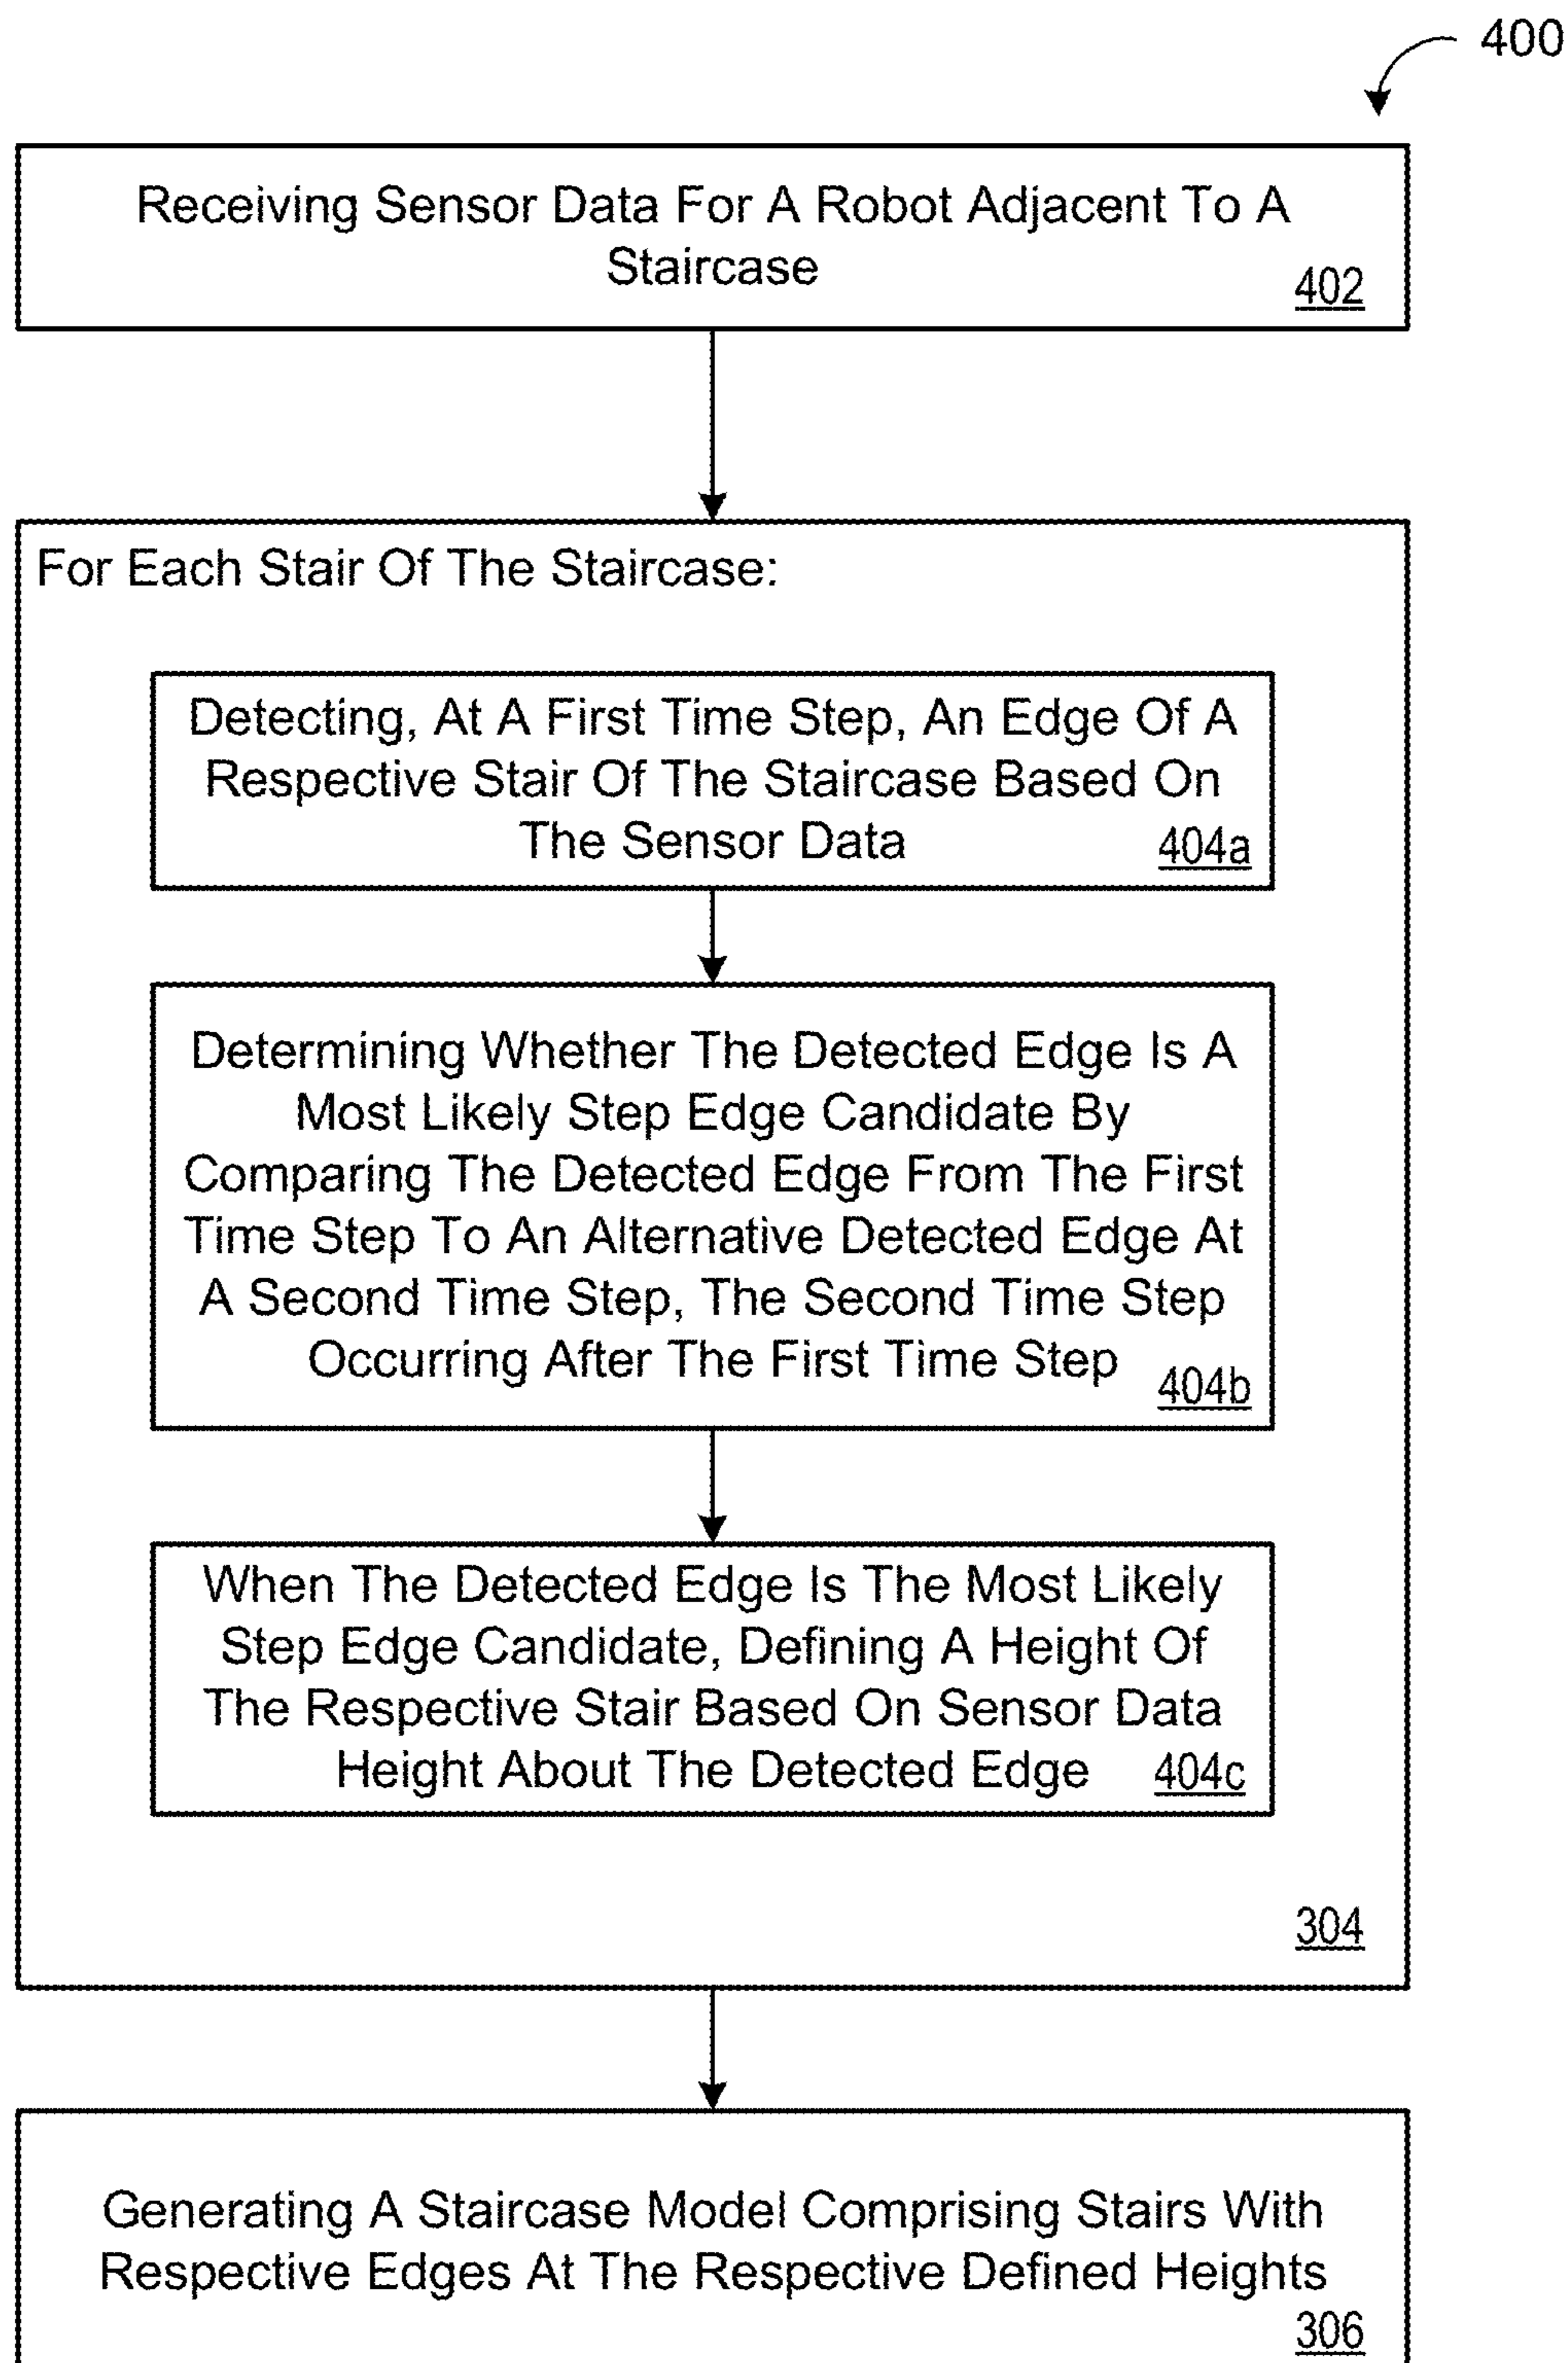 400
Receiving Sensor Data For A Robot Adjacent To A
Staircase
402
For Each Stair Of The Staircase:
Detecting, At A First Time Step, An Edge Of A
Respective Stair Of The Staircase Based On
The Sensor Data
404a
Determining Whether The Detected Edge Is A
Most Likely Step Edge Candidate By
Comparing The Detected Edge From The First
Time Step To An Alternative Detected Edge At
A Second Time Step, The Second Time Step
Occurring After The First Time Step
404b
When The Detected Edge Is The Most Likely
Step Edge Candidate, Defining A Height Of
The Respective Stair Based On Sensor Data
Height About The Detected Edge
404c
304
Generating A Staircase Model Comprising Stairs With
Respective Edges At The Respective Defined Heights
306